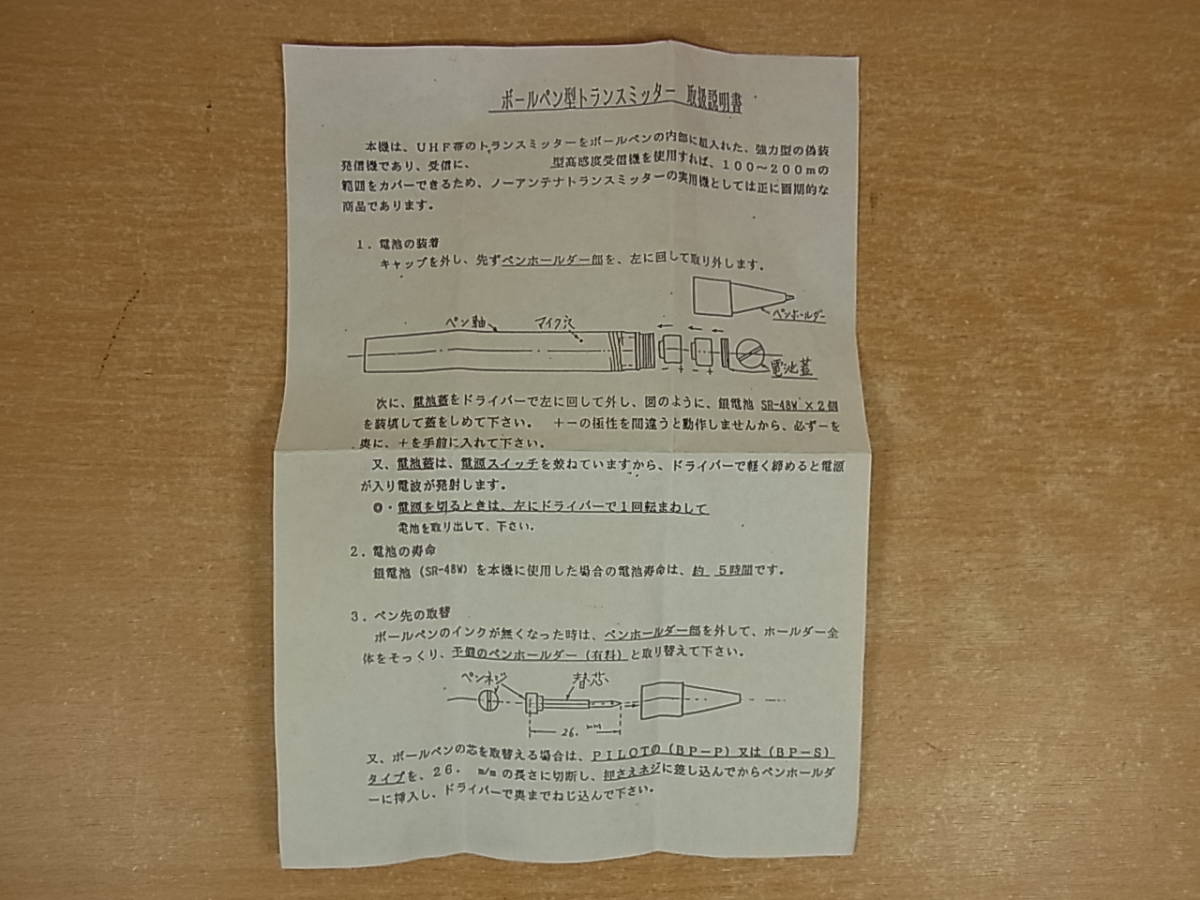 ボールペン型トランスミッター 取扱説明書
本機は、UHF帯のトランスミッターをボールペンの内部に組入れた、強力型の偽装
発信機であり、受信に、 型高感度受信機を使用すれば、100~200mの
範囲をカバーできるため、ノーアンテナトランスミッターの実用機としては正に画期的な
商品であります。
1. 電池の装着
キャップを外し、先ずペンホールダー部を、左に回して取り外します。
ペンホールダー
ペン軸 マイク穴
電池蓋
次に、電池蓋をドライバーで左に回して外し、図のように、銀電池 SR-48W×2個
を装填して蓋をしめて下さい。 +-の極性を間違うと動作しませんから、必ず-を
奥に、+を手前に入れて下さい。
又、電池蓋は、電源スイッチを兼ねていますから、ドライバーで軽く締めると電源
が入り電波が発射します。
◎・電源を切るときは、左にドライバーで1回転まわして
電池を取り出して、下さい。
2. 電池の寿命
銀電池(SR-48W)を本機に使用した場合の電池寿命は、約 5時間です。
3. ペン先の取替
ボールペンのインクが無くなった時は、ペンホールダー部を外して、ホールダー全
体をそっくり、予備のペンホールダー(有料)と取り替えて下さい。
ペンネジ 替芯
26. mm
又、ボールペンの芯を取替える場合は、PILOTの(BP-P)又は(BP-S)
タイプを、26. m/mの長さに切断し、押さえネジに差し込んでからペンホールダ
ーに挿入し、ドライバーで奥までねじ込んで下さい。